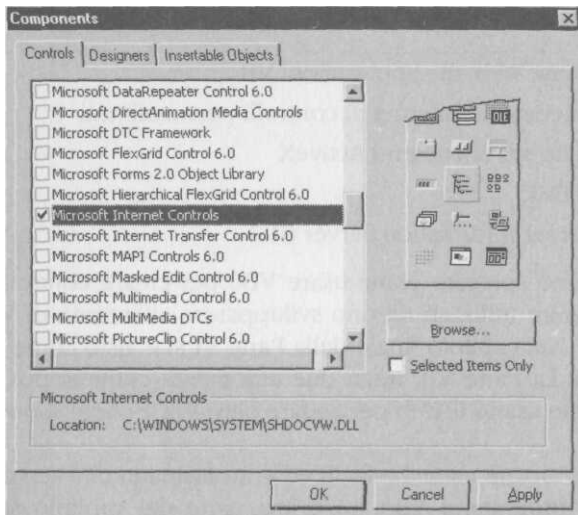 Components
Controls Designers Insertable Objects
Microsoft DataRepeater Control 6.0
Microsoft DirectAnimation Media Controls
Microsoft DTC Framework
Microsoft FlexGrid Control 6.0
Microsoft Forms 2.0 Object Library
Microsoft Hierarchical FlexGrid Control 6.0
Microsoft Internet Controls
Microsoft Internet Transfer Control 6.0
Microsoft MAPI Controls 6.0
Microsoft Masked Edit Control 6.0
Microsoft Multimedia Control 6.0
Microsoft MultiMedia DTCs
Microsoft PictureClip Control 6.0
OLE
Browse...
Selected Items Only
Microsoft Internet Controls
Location: C:\WINDOWS\SYSTEM\SHDOCVW.DLL
OK Cancel Apply